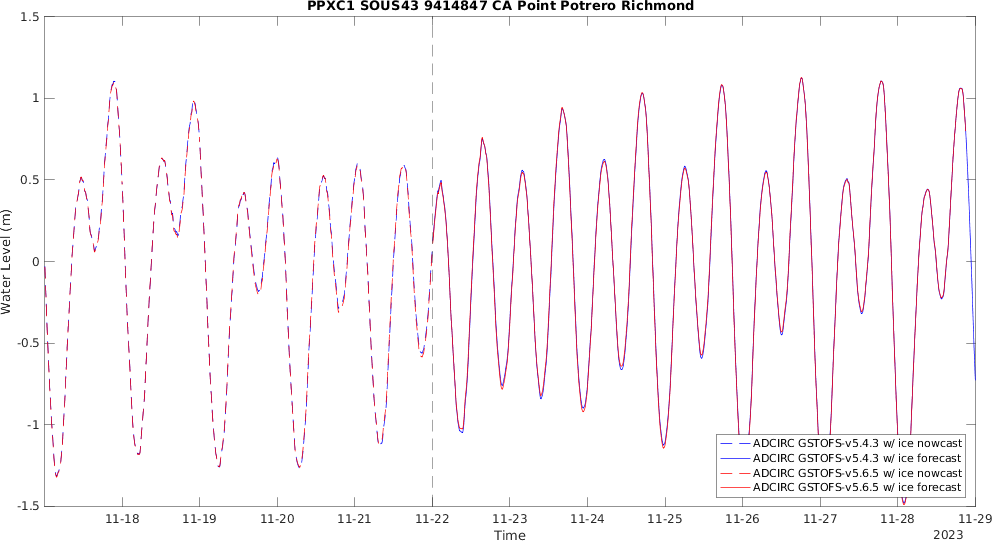 PPXC1 SOUS43 9414847 CA Point Potrero Richmond
1.5
1
0.5
0
-0.5
-1
-1.5
Water Level (m)
11-18
11-19
11-20
11-21
11-22
11-23
11-24
11-25
11-26
11-27
11-28
11-29
Time
2023
ADCIRC GSTOFS-v5.4.3 w/ ice nowcast
ADCIRC GSTOFS-v5.4.3 w/ ice forecast
ADCIRC GSTOFS-v5.6.5 w/ ice nowcast
ADCIRC GSTOFS-v5.6.5 w/ ice forecast